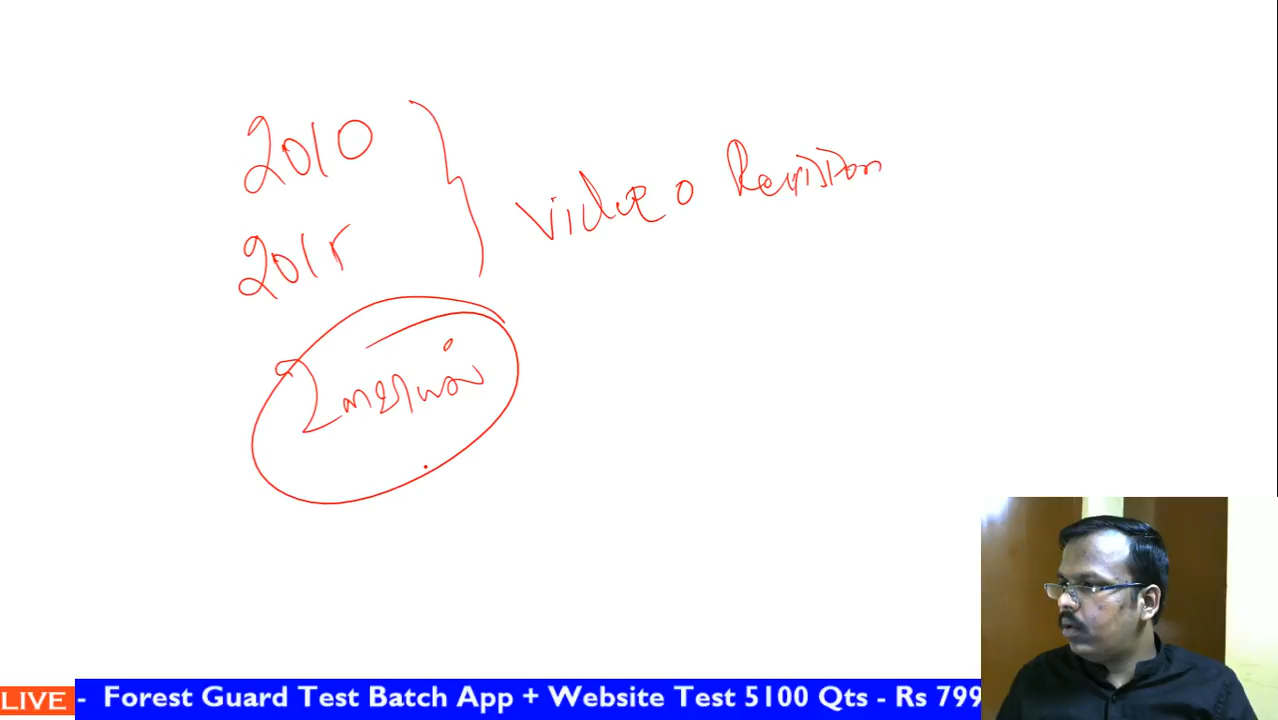 2010
2015
Video Revision
LIVE - Forest Guard Test Batch App + Website Test 5100 Qts - Rs 799